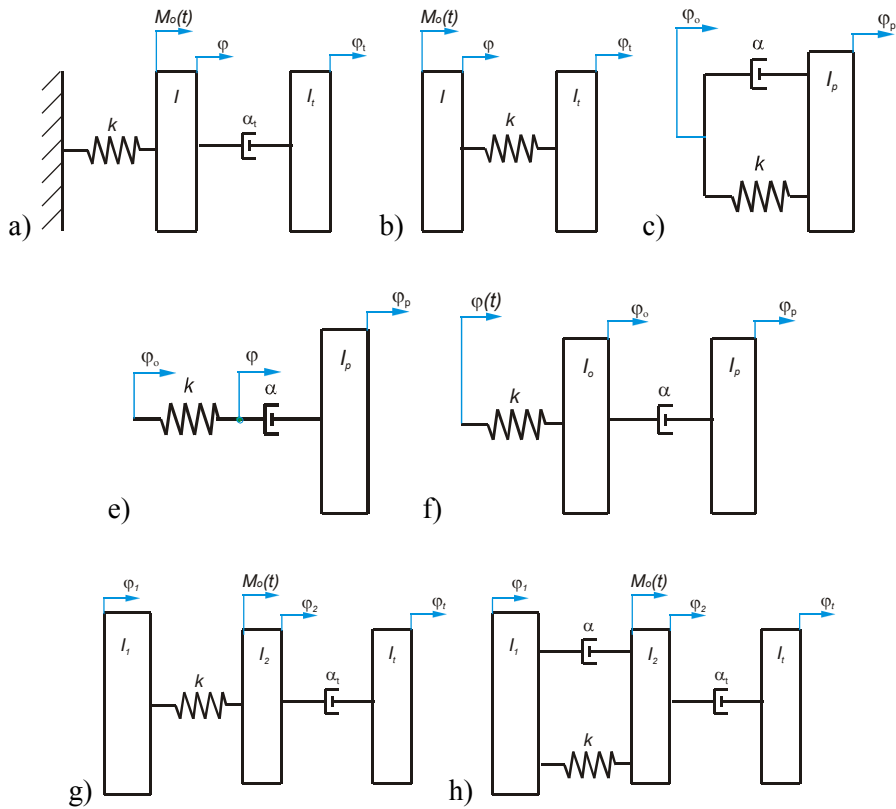 Mₒ(t) φ φₜ
I k αₜ Iₜ
a)
Mₒ(t) φ φₜ
I k Iₜ
b)
φₒ α φₚ
k Iₚ
c)
φₒ φ φₚ
k α Iₚ
e)
φ(t) φₒ φₚ
k Iₒ α Iₚ
f)
φ₁ Mₒ(t) φ₂ φₜ
I₁ k I₂ αₜ Iₜ
g)
φ₁ Mₒ(t) φ₂ φₜ
I₁ α k I₂ αₜ Iₜ
h)